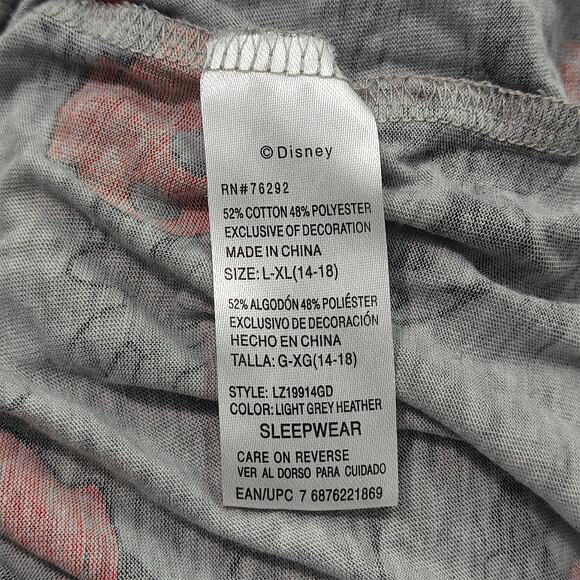 © Disney
RN#76292
52% COTTON 48% POLYESTER
EXCLUSIVE OF DECORATION
MADE IN CHINA
SIZE: L-XL(14-18)
52% ALGODÓN 48% POLIÉSTER
EXCLUSIVO DE DECORACIÓN
HECHO EN CHINA
TALLA: G-XG(14-18)
STYLE: LZ19914GD
COLOR: LIGHT GREY HEATHER
SLEEPWEAR
CARE ON REVERSE
VER AL DORSO PARA CUIDADO
EAN/UPC 7 6876221869